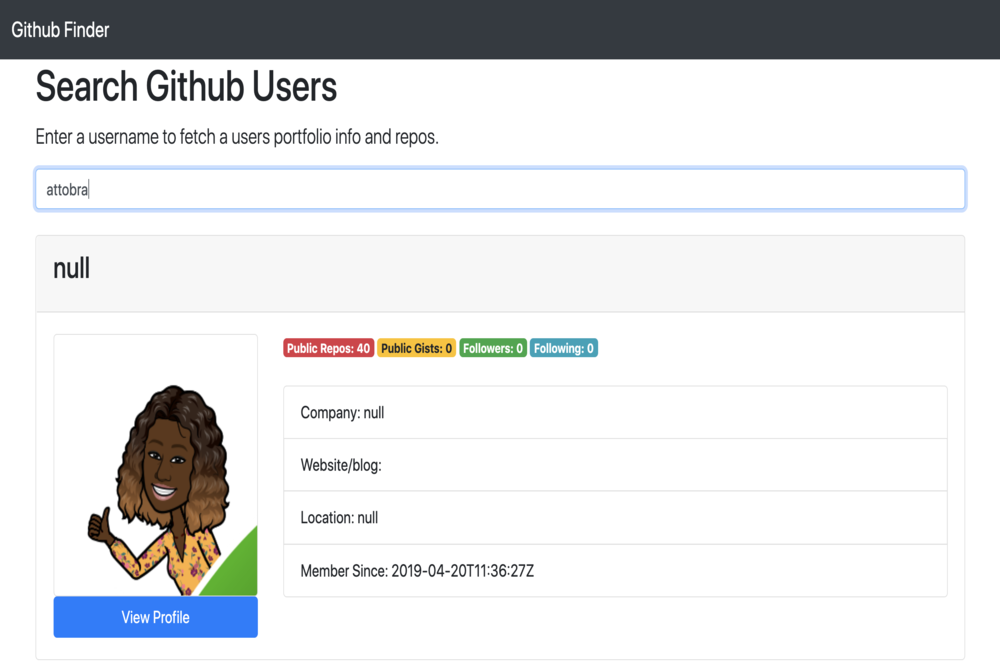 Github Finder
Search Github Users
Enter a username to fetch a users portfolio info and repos.
attobra
null
Public Repos: 40 Public Gists: 0 Followers: 0 Following: 0
Company: null
Website/blog:
Location: null
Member Since: 2019-04-20T11:36:27Z
View Profile